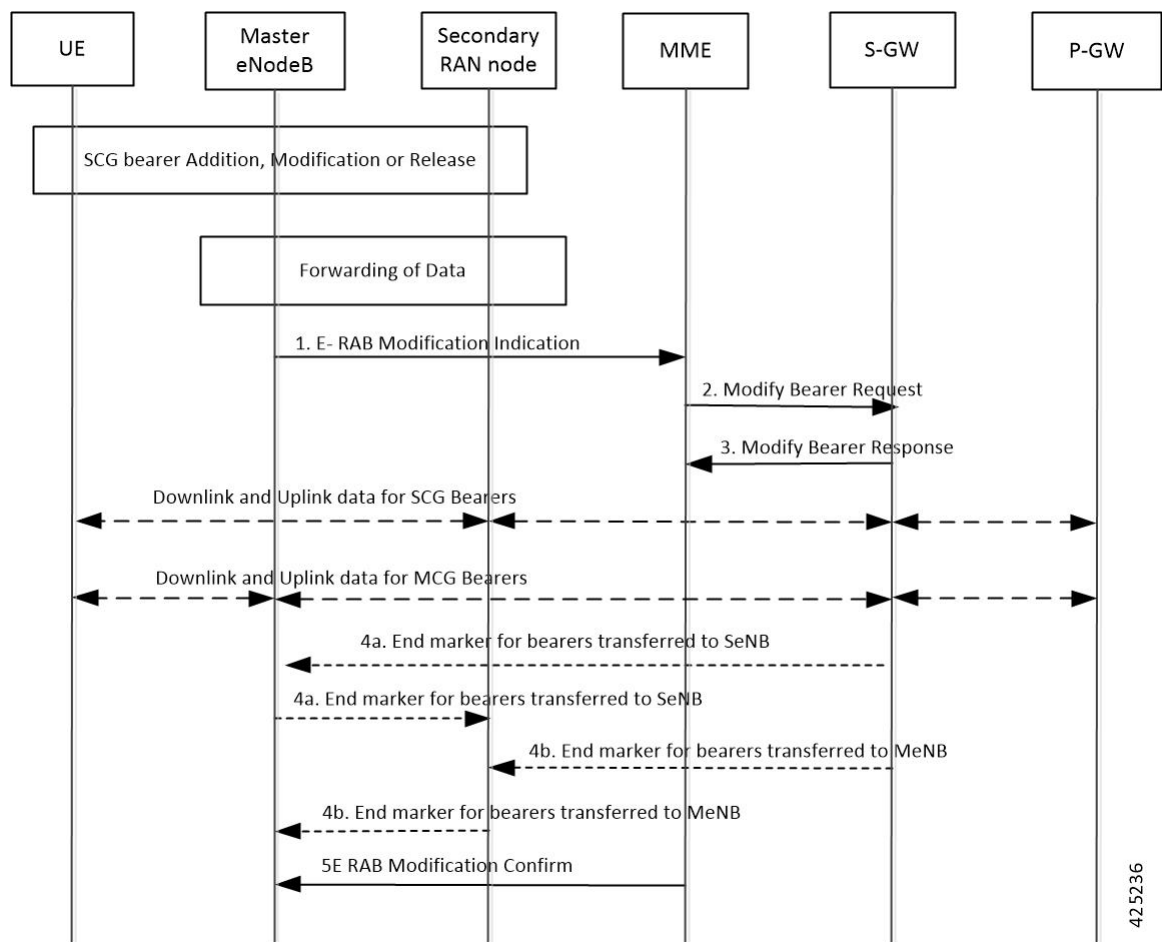 UE
Master
eNodeB
Secondary
RAN node
MME
S-GW
P-GW
SCG bearer Addition, Modification or Release
Forwarding of Data
1. E- RAB Modification Indication
2. Modify Bearer Request
3. Modify Bearer Response
Downlink and Uplink data for SCG Bearers
Downlink and Uplink data for MCG Bearers
4a. End marker for bearers transferred to SeNB
4a. End marker for bearers transferred to SeNB
4b. End marker for bearers transferred to MeNB
4b. End marker for bearers transferred to MeNB
5E RAB Modification Confirm
425236